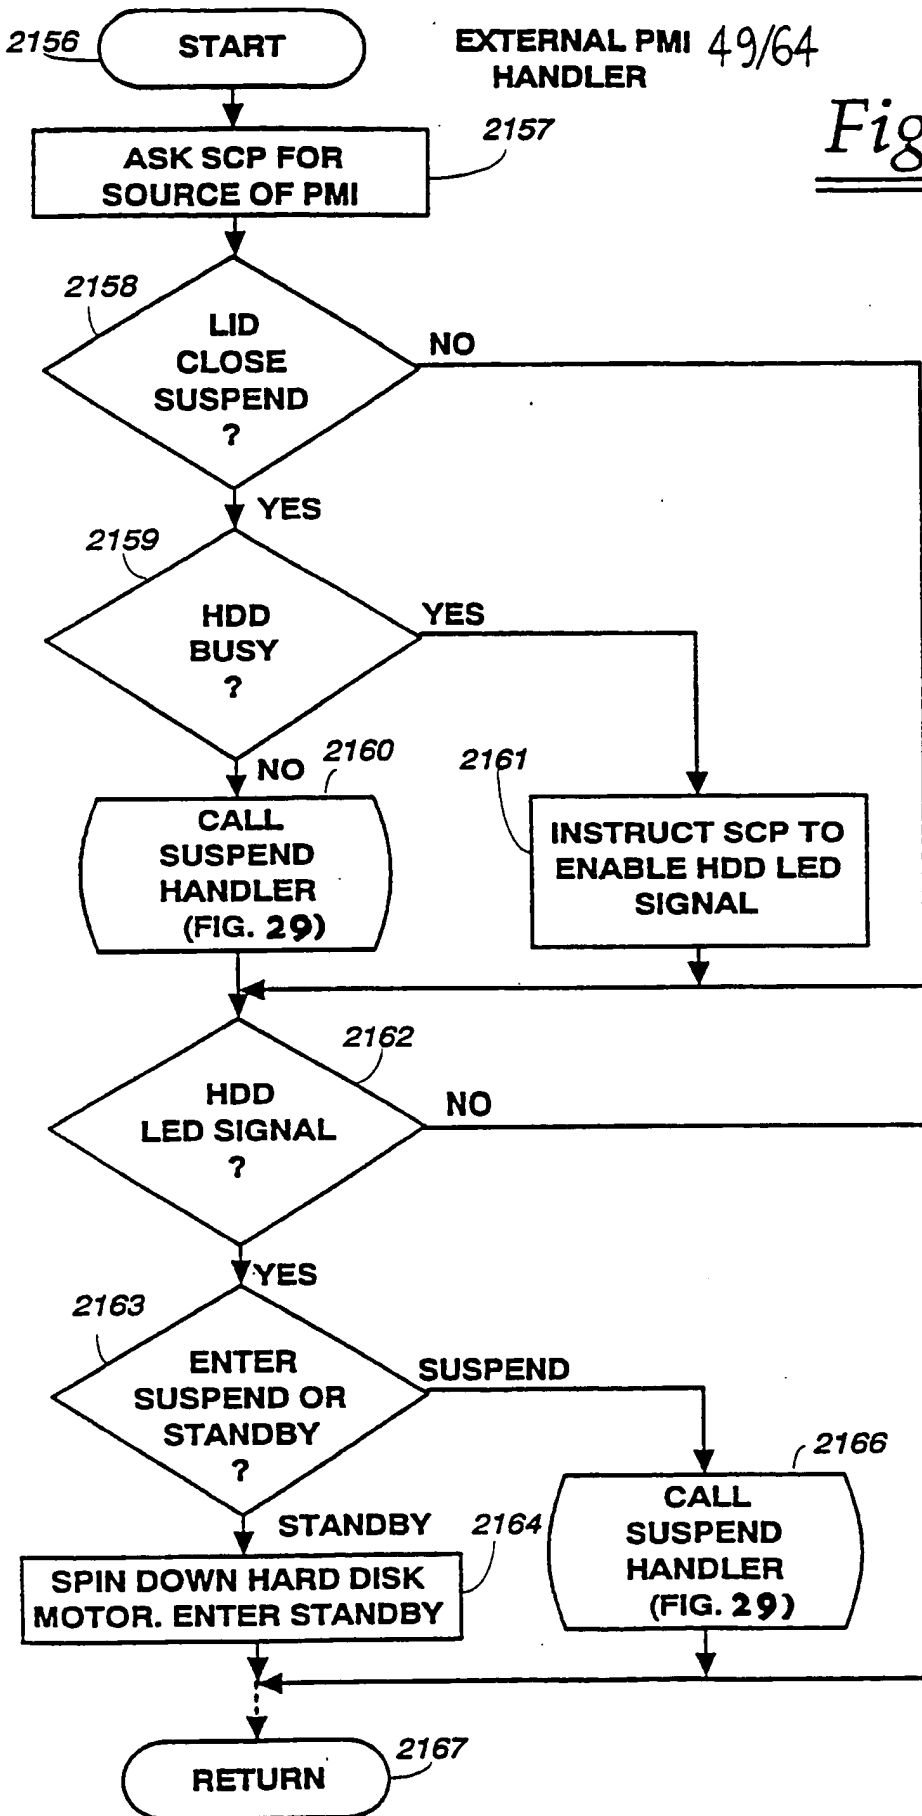 2156
START
EXTERNAL PMI
HANDLER
49/64
Fig
2157
ASK SCP FOR
SOURCE OF PMI
2158
LID
CLOSE
SUSPEND
?
NO
YES
2159
HDD
BUSY
?
YES
NO
2160
CALL
SUSPEND
HANDLER
(FIG. 29)
2161
INSTRUCT SCP TO
ENABLE HDD LED
SIGNAL
2162
HDD
LED SIGNAL
?
NO
YES
2163
ENTER
SUSPEND OR
STANDBY
?
SUSPEND
STANDBY
2164
SPIN DOWN HARD DISK
MOTOR. ENTER STANDBY
2166
CALL
SUSPEND
HANDLER
(FIG. 29)
RETURN
2167